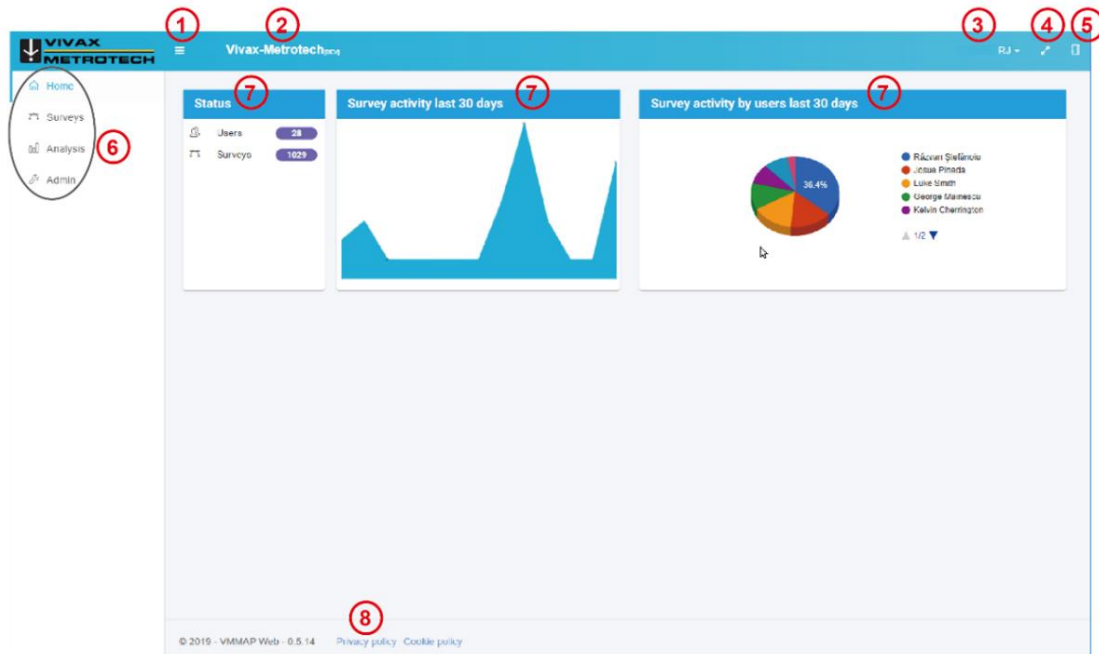 1
2
3
4
5
VIVAX
METROTECH
Vivax-Metrotech
RJ
Home
Surveys
Analysis
Admin
6
Status
7
Users 28
Surveys 1029
Survey activity last 30 days
7
Survey activity by users last 30 days
7
36.4%
Răzvan Ștefănoiu
Josue Pineda
Luke Smith
George Mainescu
Kelvin Cherrington
1/2
8
© 2019 - VMMAP Web - 0.5.14 Privacy policy Cookie policy